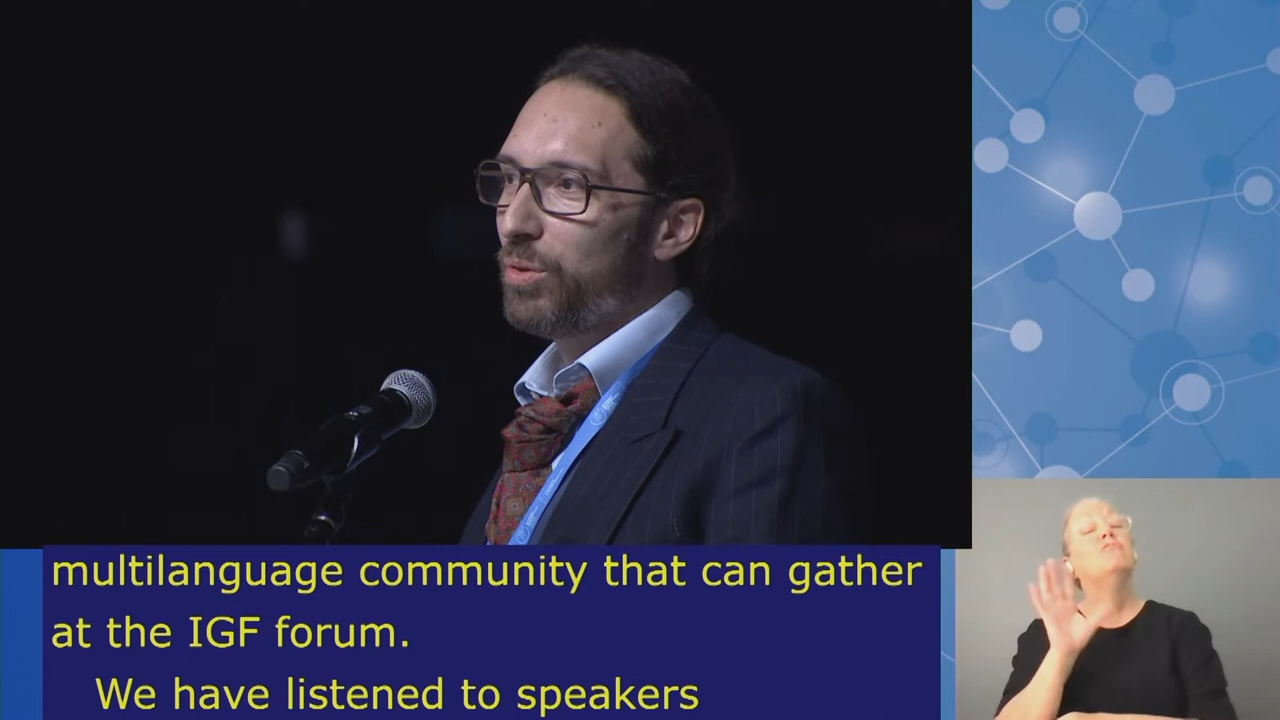 multilanguage community that can gather
at the IGF forum.
We have listened to speakers